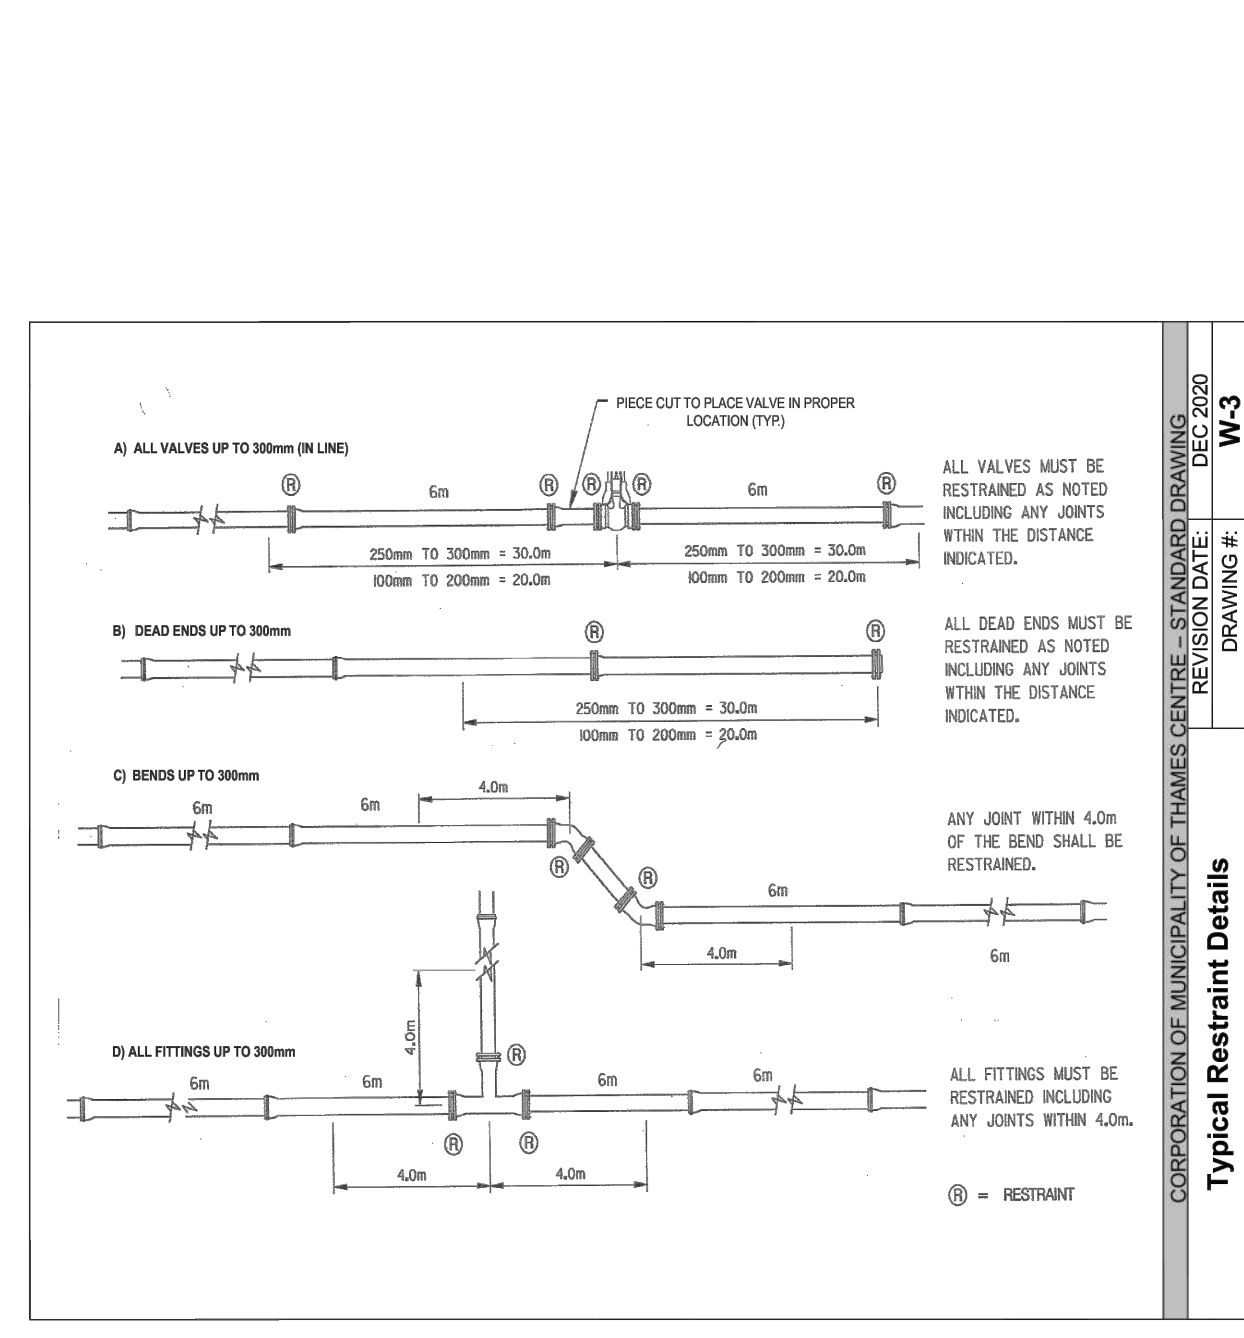 PIECE CUT TO PLACE VALVE IN PROPER
LOCATION (TYP.)
A) ALL VALVES UP TO 300mm (IN LINE)
R
6m
R
R
R
6m
R
250mm TO 300mm = 30.0m
100mm TO 200mm = 20.0m
250mm TO 300mm = 30.0m
100mm TO 200mm = 20.0m
ALL VALVES MUST BE
RESTRAINED AS NOTED
INCLUDING ANY JOINTS
WTHIN THE DISTANCE
INDICATED.
B) DEAD ENDS UP TO 300mm
R
R
250mm TO 300mm = 30.0m
100mm TO 200mm = 20.0m
ALL DEAD ENDS MUST BE
RESTRAINED AS NOTED
INCLUDING ANY JOINTS
WTHIN THE DISTANCE
INDICATED.
C) BENDS UP TO 300mm
6m
6m
4.0m
R
R
6m
4.0m
6m
ANY JOINT WITHIN 4.0m
OF THE BEND SHALL BE
RESTRAINED.
D) ALL FITTINGS UP TO 300mm
4.0m
R
6m
6m
6m
6m
R
R
4.0m
4.0m
ALL FITTINGS MUST BE
RESTRAINED INCLUDING
ANY JOINTS WITHIN 4.0m.
R = RESTRAINT
CORPORATION OF MUNICIPALITY OF THAMES CENTRE – STANDARD DRAWING
Typical Restraint Details
REVISION DATE:
DEC 2020
DRAWING #:
W-3